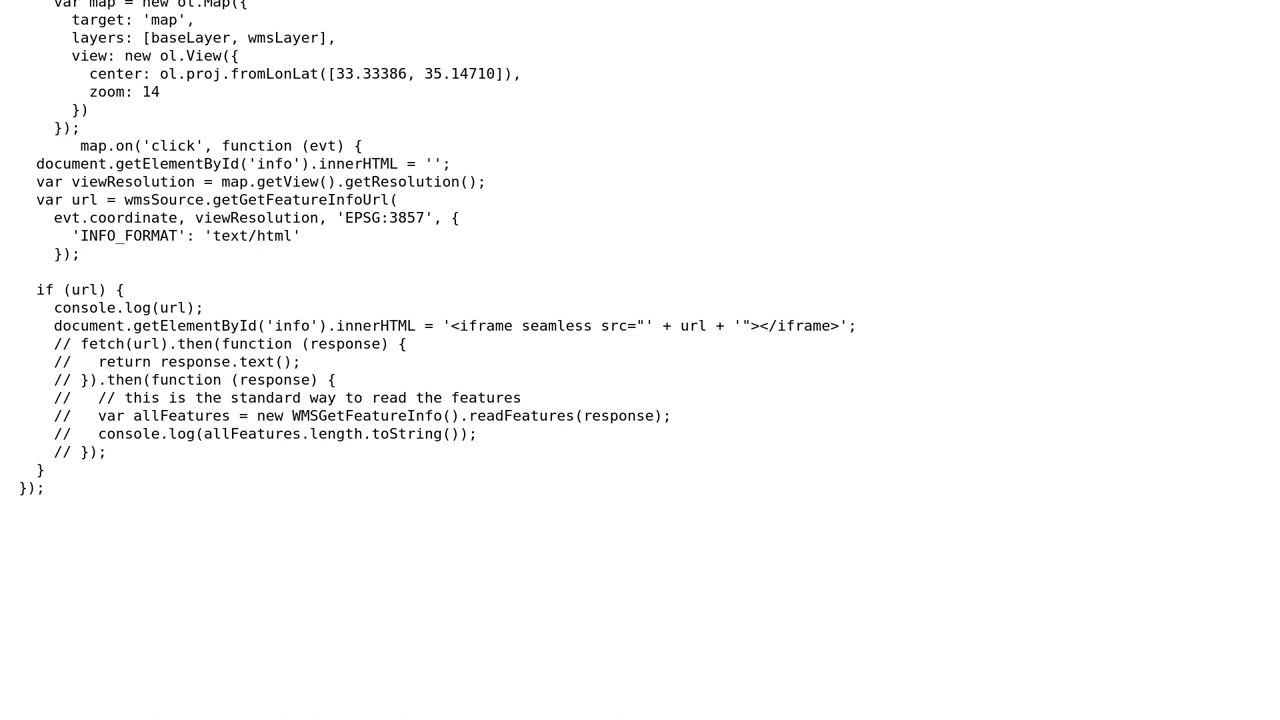 var map = new ol.Map({
target: 'map',
layers: [baseLayer, wmsLayer],
view: new ol.View({
center: ol.proj.fromLonLat([33.33386, 35.14710]),
zoom: 14
})
});
map.on('click', function (evt) {
document.getElementById('info').innerHTML = '';
var viewResolution = map.getView().getResolution();
var url = wmsSource.getGetFeatureInfoUrl(
evt.coordinate, viewResolution, 'EPSG:3857', {
'INFO_FORMAT': 'text/html'
});
if (url) {
console.log(url);
document.getElementById('info').innerHTML = '<iframe seamless src="' + url + '"></iframe>';
// fetch(url).then(function (response) {
//   return response.text();
// }).then(function (response) {
//   // this is the standard way to read the features
//   var allFeatures = new WMSGetFeatureInfo().readFeatures(response);
//   console.log(allFeatures.length.toString());
// });
}
});